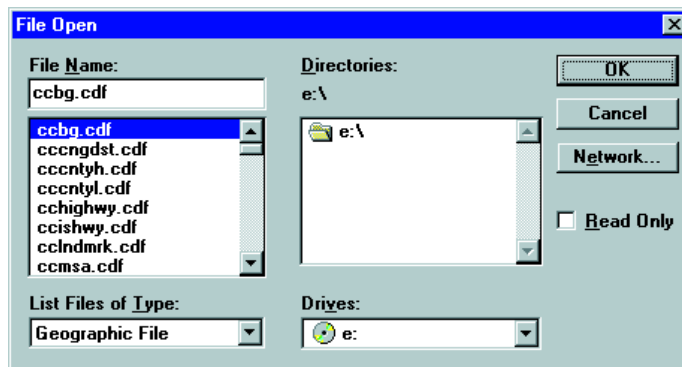 File Open
File Name:
ccbg.cdf
ccbg.cdf
cccngdst.cdf
cccntyh.cdf
cccntyl.cdf
cchighwy.cdf
ccishwy.cdf
cclndmrk.cdf
ccmsa.cdf
List Files of Type:
Geographic File
Directories:
e:\
e:\
Drives:
e:
OK
Cancel
Network...
Read Only